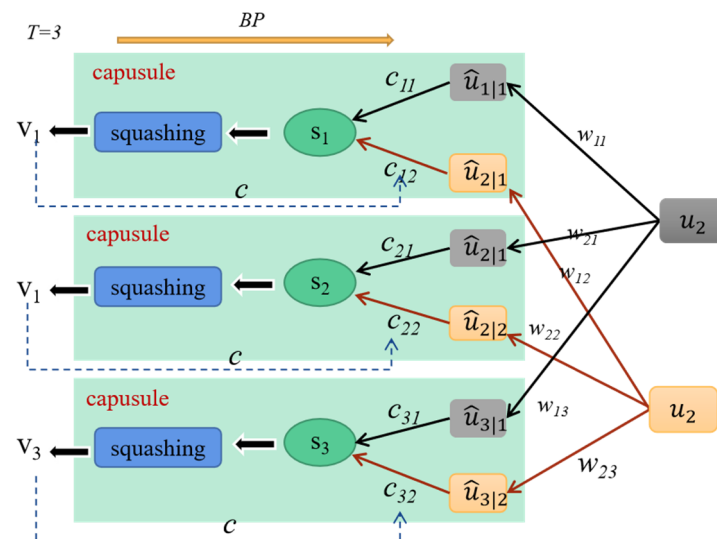 T=3
BP
capusule
v₁
squashing
s₁
c₁₁
c₁₂
û₁|₁
û₂|₁
c
w₁₁
u₂
capusule
v₁
squashing
s₂
c₂₁
c₂₂
û₂|₁
û₂|₂
c
w₂₁
w₁₂
w₂₂
capusule
v₃
squashing
s₃
c₃₁
c₃₂
û₃|₁
û₃|₂
c
w₁₃
w₂₃
u₂